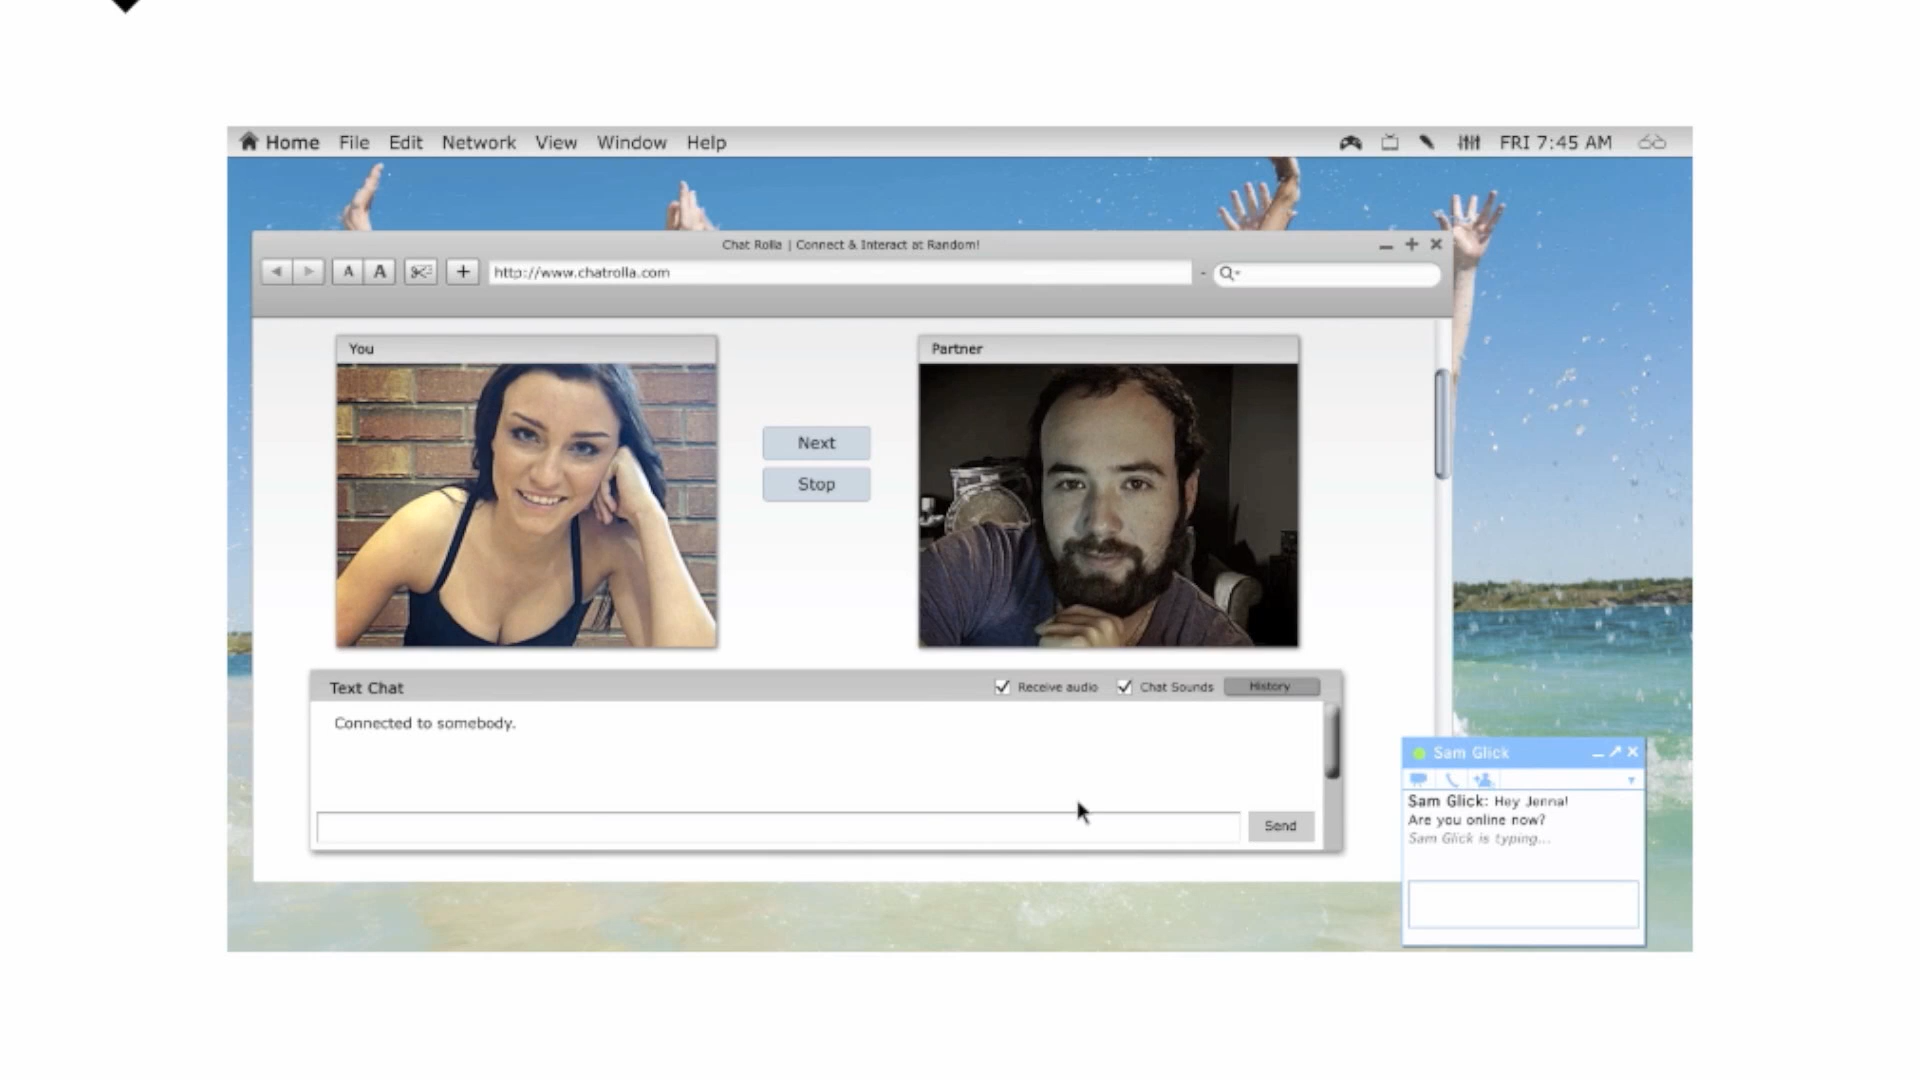 Home File Edit Network View Window Help FRI 7:45 AM
Chat Rolla | Connect & Interact at Random!
A A http://www.chatrolla.com
You
Partner
Next
Stop
Text Chat Receive audio Chat Sounds History
Connected to somebody.
Send
Sam Glick
Sam Glick: Hey Jenna!
Are you online now?
Sam Glick is typing...